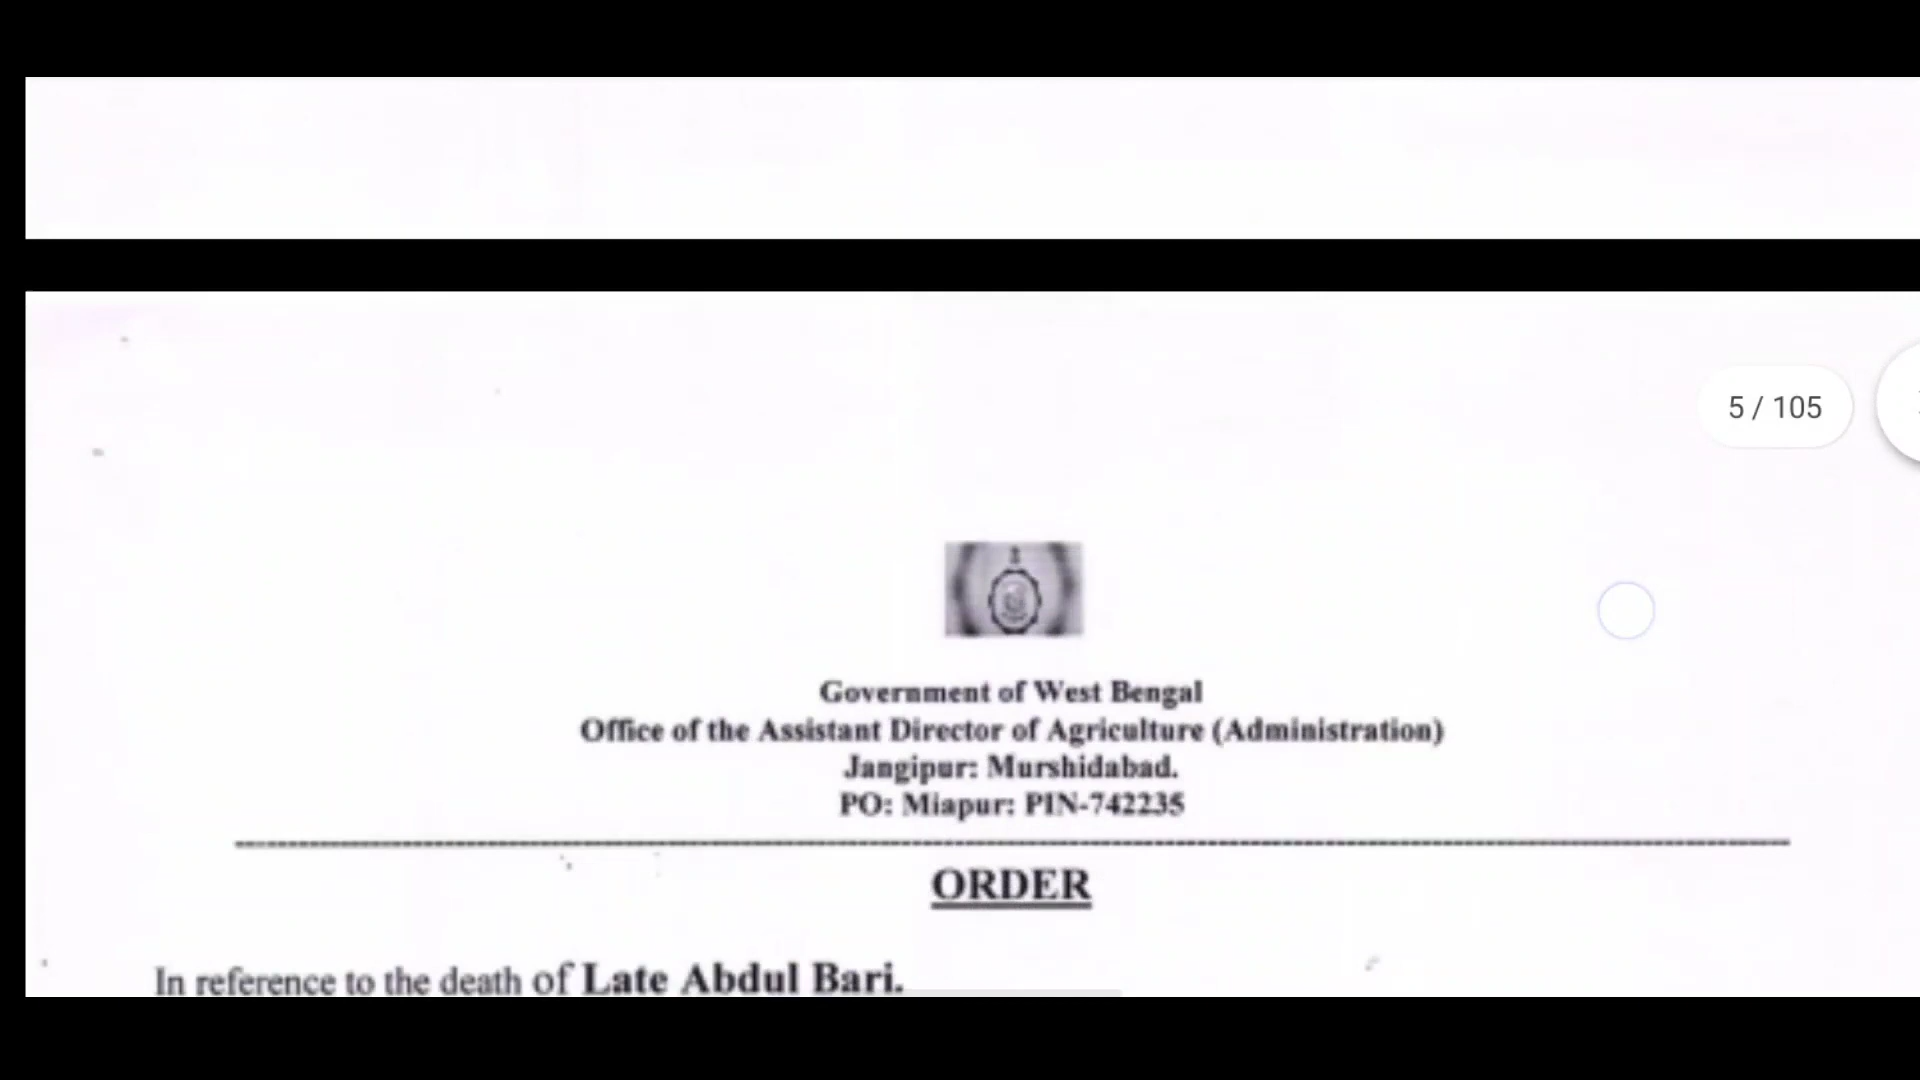 5 / 105
Government of West Bengal
Office of the Assistant Director of Agriculture (Administration)
Jangipur: Murshidabad.
PO: Miapur: PIN-742235
ORDER
In reference to the death of Late Abdul Bari.